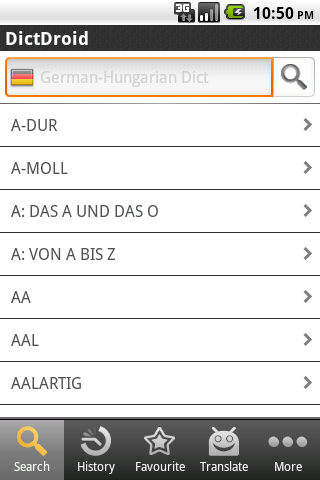 3G
10:50 PM
DictDroid
German-Hungarian Dict
A-DUR
A-MOLL
A: DAS A UND DAS O
A: VON A BIS Z
AA
AAL
AALARTIG
Search
History
Favourite
Translate
More